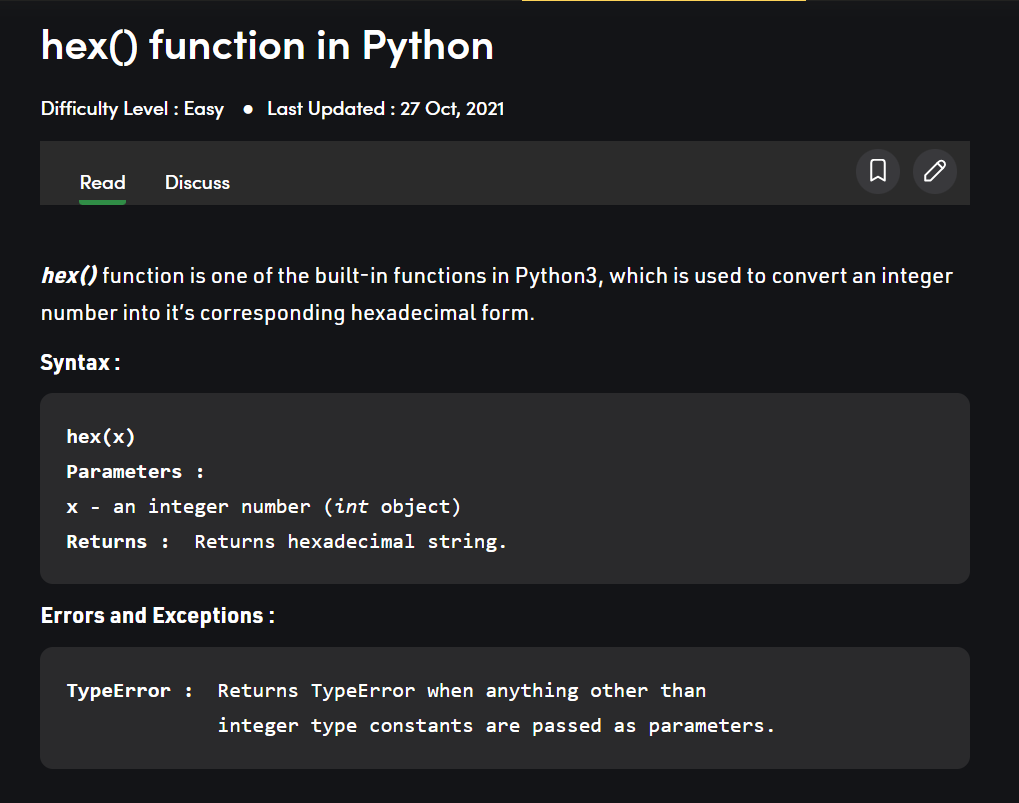 hex() function in Python
Difficulty Level : Easy ● Last Updated : 27 Oct, 2021
Read Discuss
hex() function is one of the built-in functions in Python3, which is used to convert an integer
number into it’s corresponding hexadecimal form.
Syntax :
hex(x)
Parameters :
x - an integer number (int object)
Returns : Returns hexadecimal string.
Errors and Exceptions :
TypeError : Returns TypeError when anything other than
integer type constants are passed as parameters.